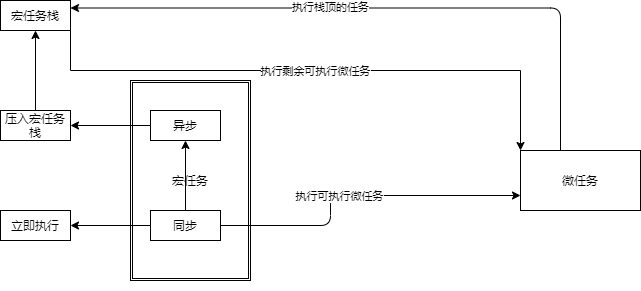 执行栈顶的任务
宏任务栈
执行剩余可执行微任务
压入宏任务
栈
异步
宏任务
微任务
执行可执行微任务
立即执行
同步